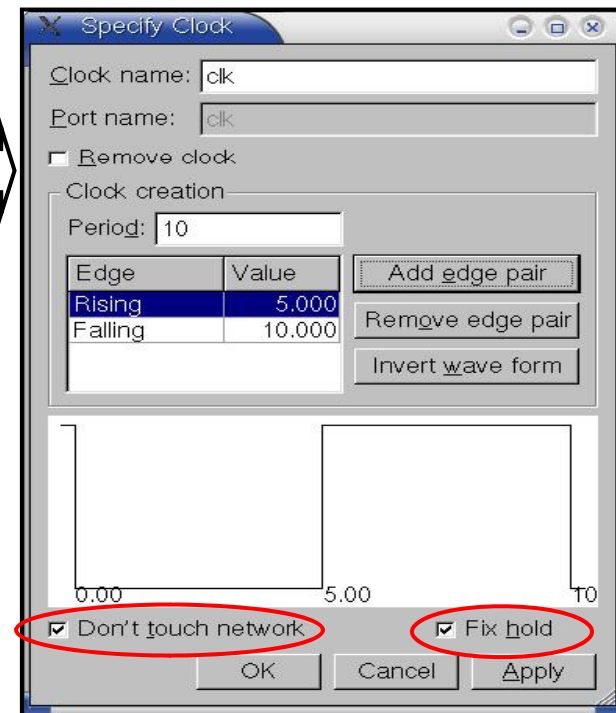 Specify Clock
Clock name: clk
Port name: clk
Remove clock
Clock creation
Period: 10
Edge Value Add edge pair
Rising 5.000
Falling 10.000 Remove edge pair
Invert wave form
0.00 5.00 10
Don't touch network Fix hold
OK Cancel Apply